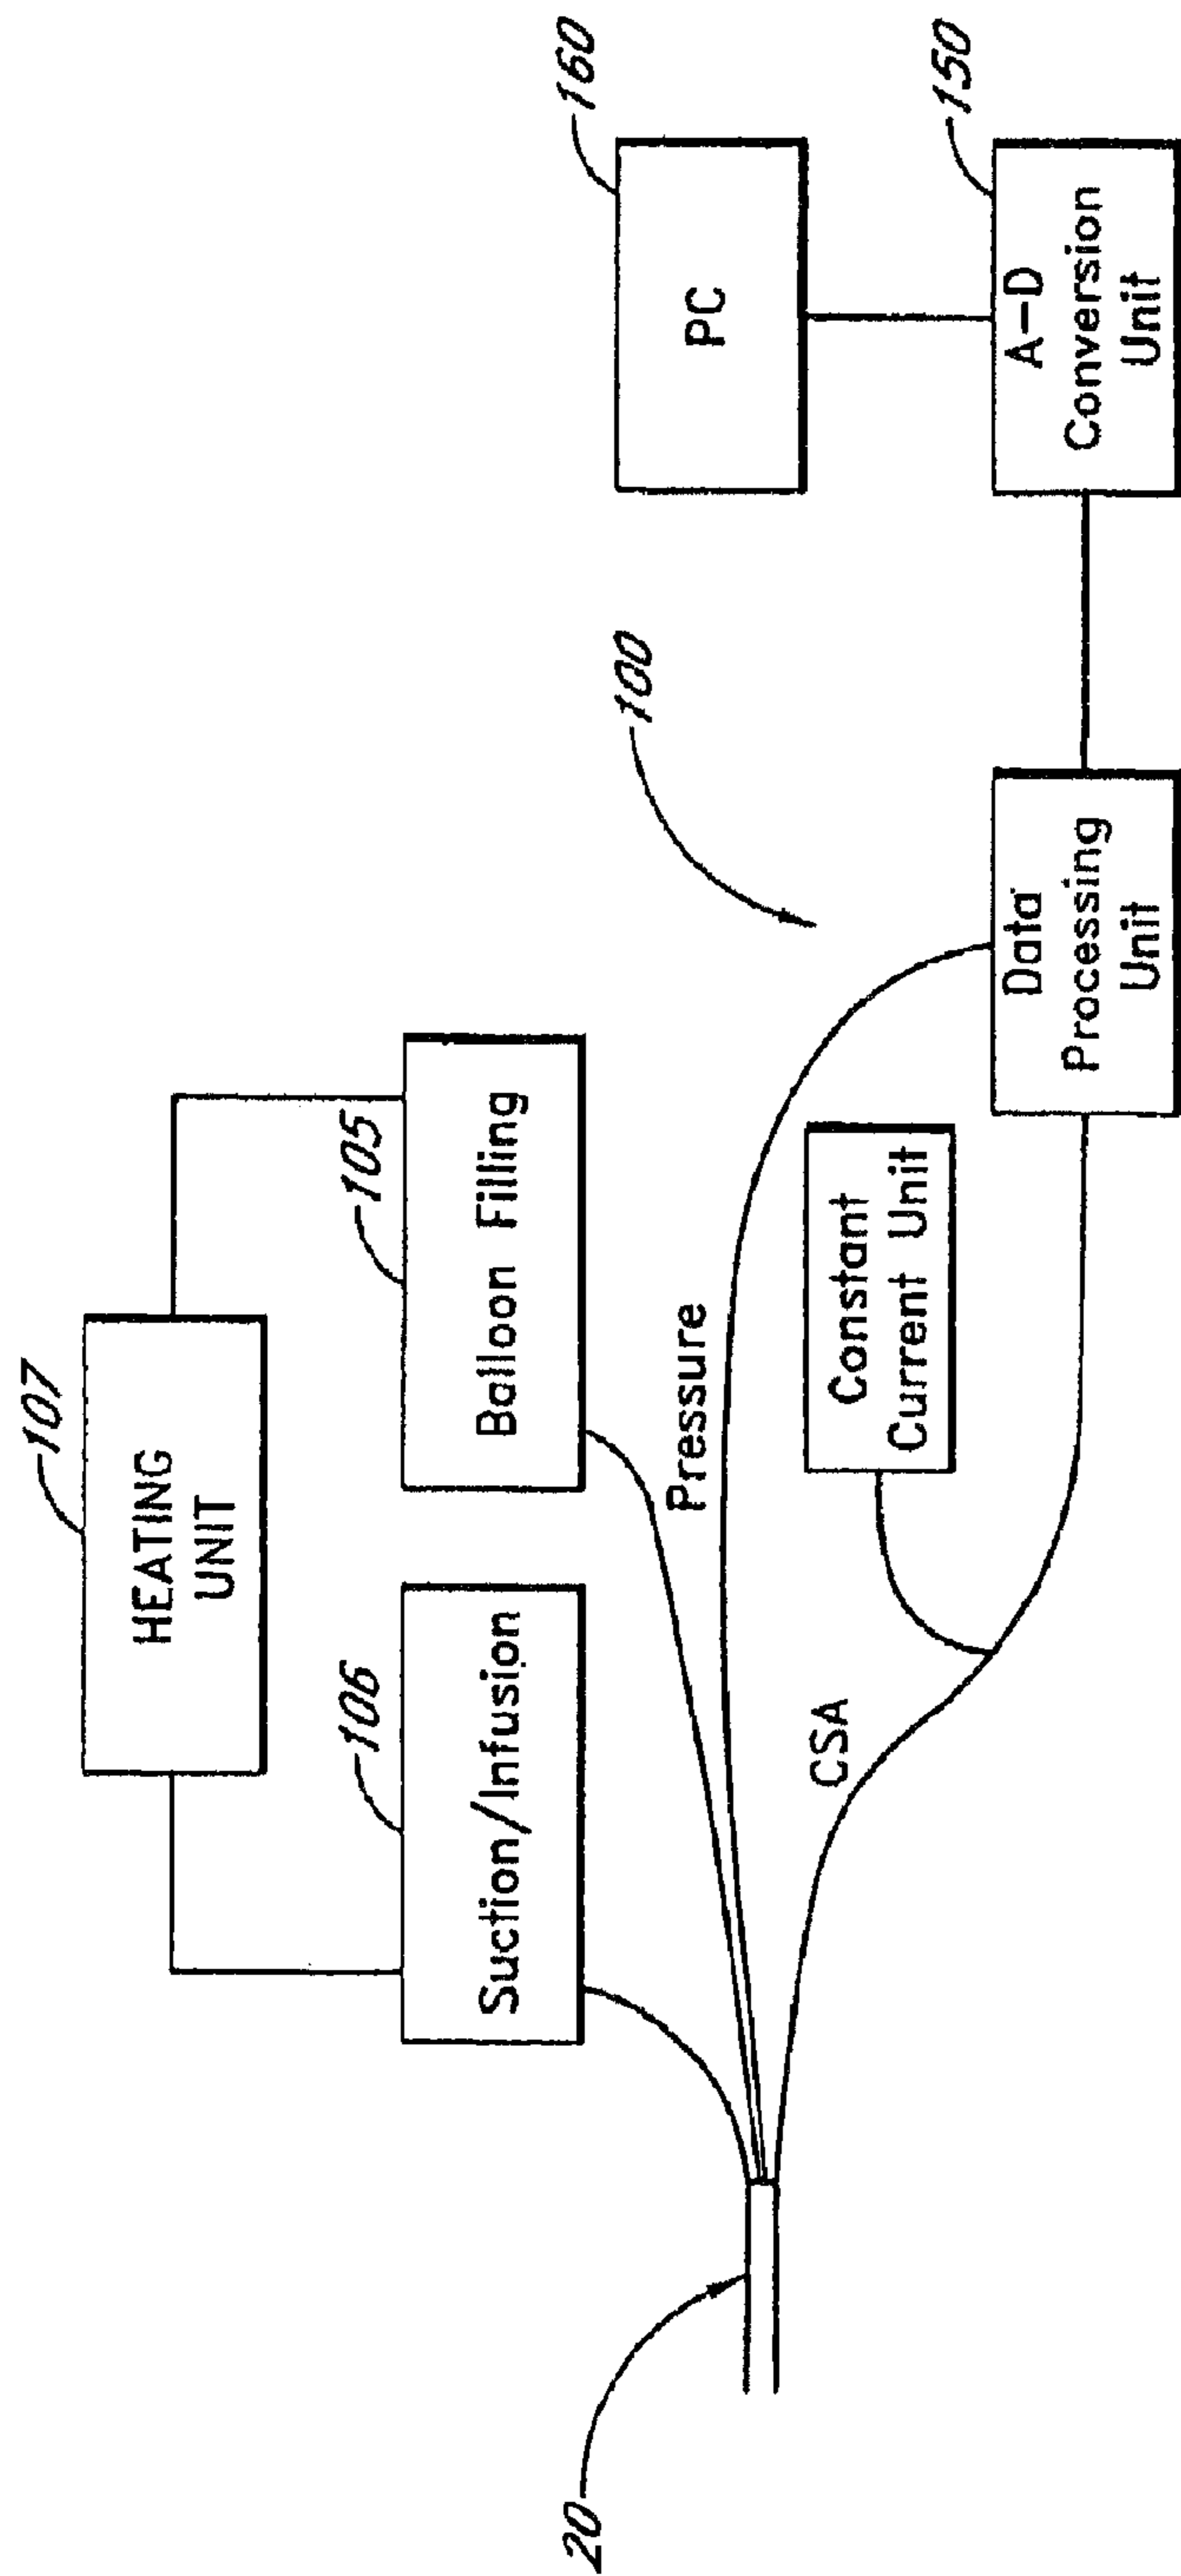 107
HEATING
UNIT
106
Suction/Infusion
105
Balloon Filling
160
PC
20
Pressure
100
CSA
Constant
Current Unit
Data
Processing
Unit
150
A-D
Conversion
Unit